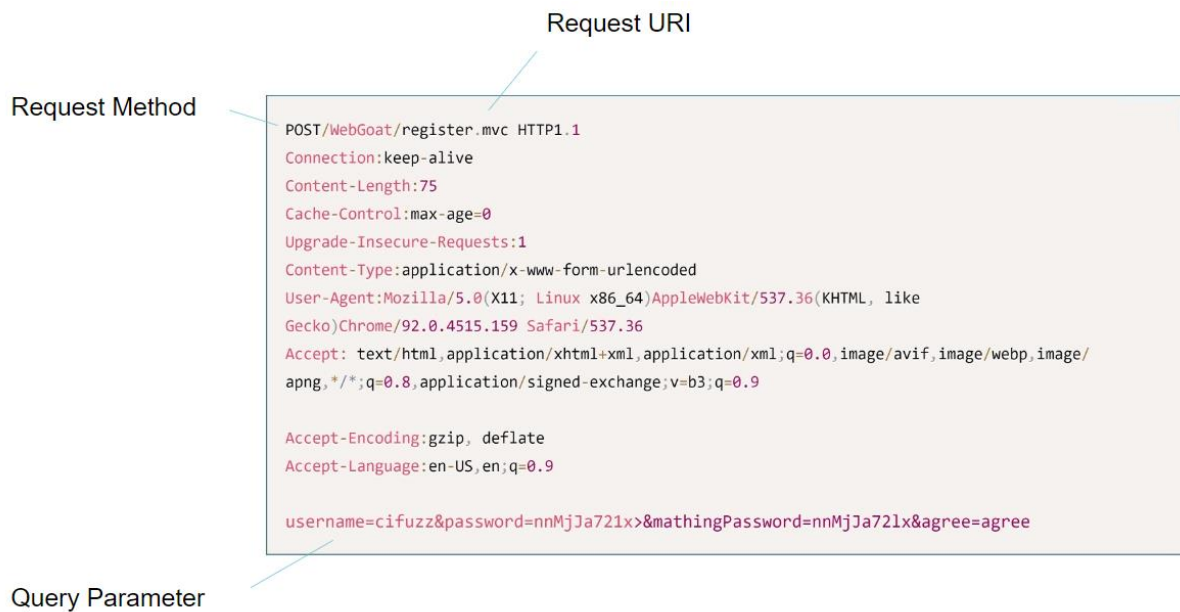 Request URI
Request Method
POST/WebGoat/register.mvc HTTP1.1
Connection:keep-alive
Content-Length:75
Cache-Control:max-age=0
Upgrade-Insecure-Requests:1
Content-Type:application/x-www-form-urlencoded
User-Agent:Mozilla/5.0(X11; Linux x86_64)AppleWebKit/537.36(KHTML, like
Gecko)Chrome/92.0.4515.159 Safari/537.36
Accept: text/html,application/xhtml+xml,application/xml;q=0.0,image/avif,image/webp,image/
apng,*/*;q=0.8,application/signed-exchange;v=b3;q=0.9
Accept-Encoding:gzip, deflate
Accept-Language:en-US,en;q=0.9
username=cifuzz&password=nnMjJa721x>&mathingPassword=nnMjJa72lx&agree=agree
Query Parameter